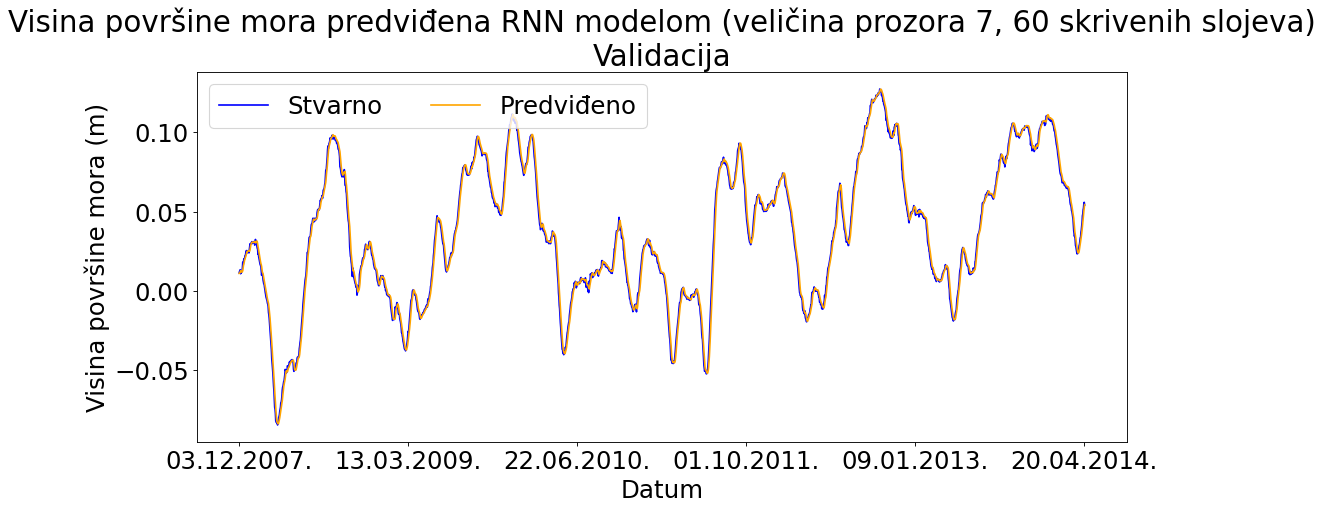 Visina površine mora predviđena RNN modelom (veličina prozora 7, 60 skrivenih slojeva)
Validacija
Stvarno Predviđeno
Visina površine mora (m)
0.10
0.05
0.00
−0.05
03.12.2007. 13.03.2009. 22.06.2010. 01.10.2011. 09.01.2013. 20.04.2014.
Datum